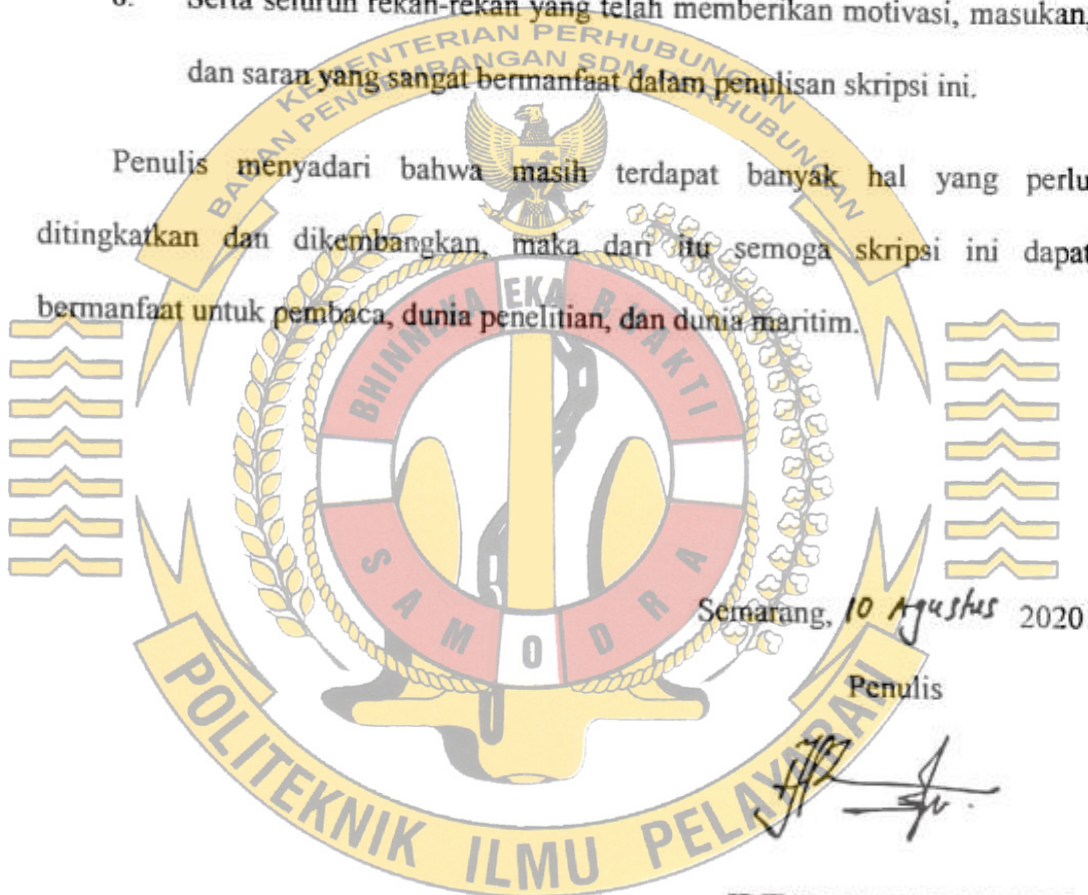 Serta seluruh rekan-rekan yang telah memberikan motivasi, masukan,
dan saran yang sangat bermanfaat dalam penulisan skripsi ini.
KEMENTERIAN PERHUBUNGAN
BADAN PENGEMBANGAN SDM PERHUBUNGAN
Penulis menyadari bahwa masih terdapat banyak hal yang perlu
ditingkatkan dan dikembangkan, maka dari itu semoga skripsi ini dapat
bermanfaat untuk pembaca, dunia penelitian, dan dunia maritim.
BHINNEKA EKA BHAKTI
SAMODRA
Semarang, 10 Agustus 2020
Penulis
POLITEKNIK ILMU PELAYARAN